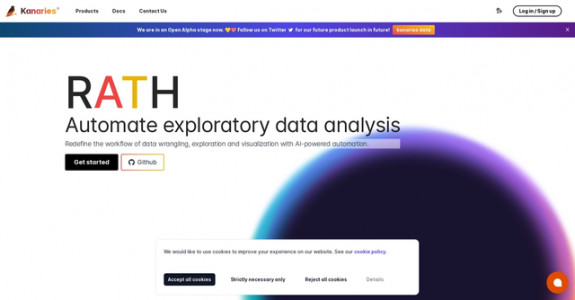 Kanaries
Products
Docs
Contact Us
Log in / Sign up
We are in an Open Alpha stage now. 💛💖 Follow us on Twitter for our future product launch in future!
RATH
Automate exploratory data analysis
Redefine the workflow of data wrangling, exploration and visualization with AI-powered automation.
Get started
Github
We would like to use cookies to improve your experience on our website. See our cookie policy.
Accept all cookies
Strictly necessary only
Reject all cookies
Details